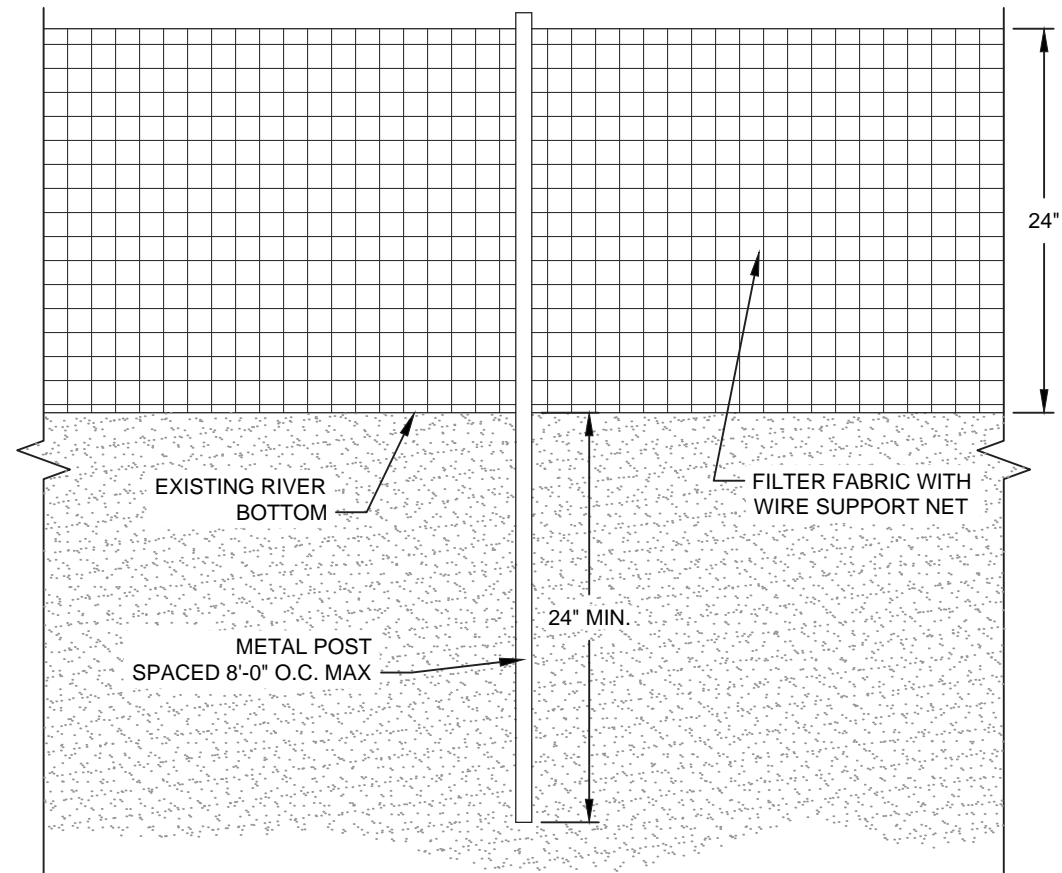 24"
EXISTING RIVER
BOTTOM
FILTER FABRIC WITH
WIRE SUPPORT NET
24" MIN.
METAL POST
SPACED 8'-0" O.C. MAX